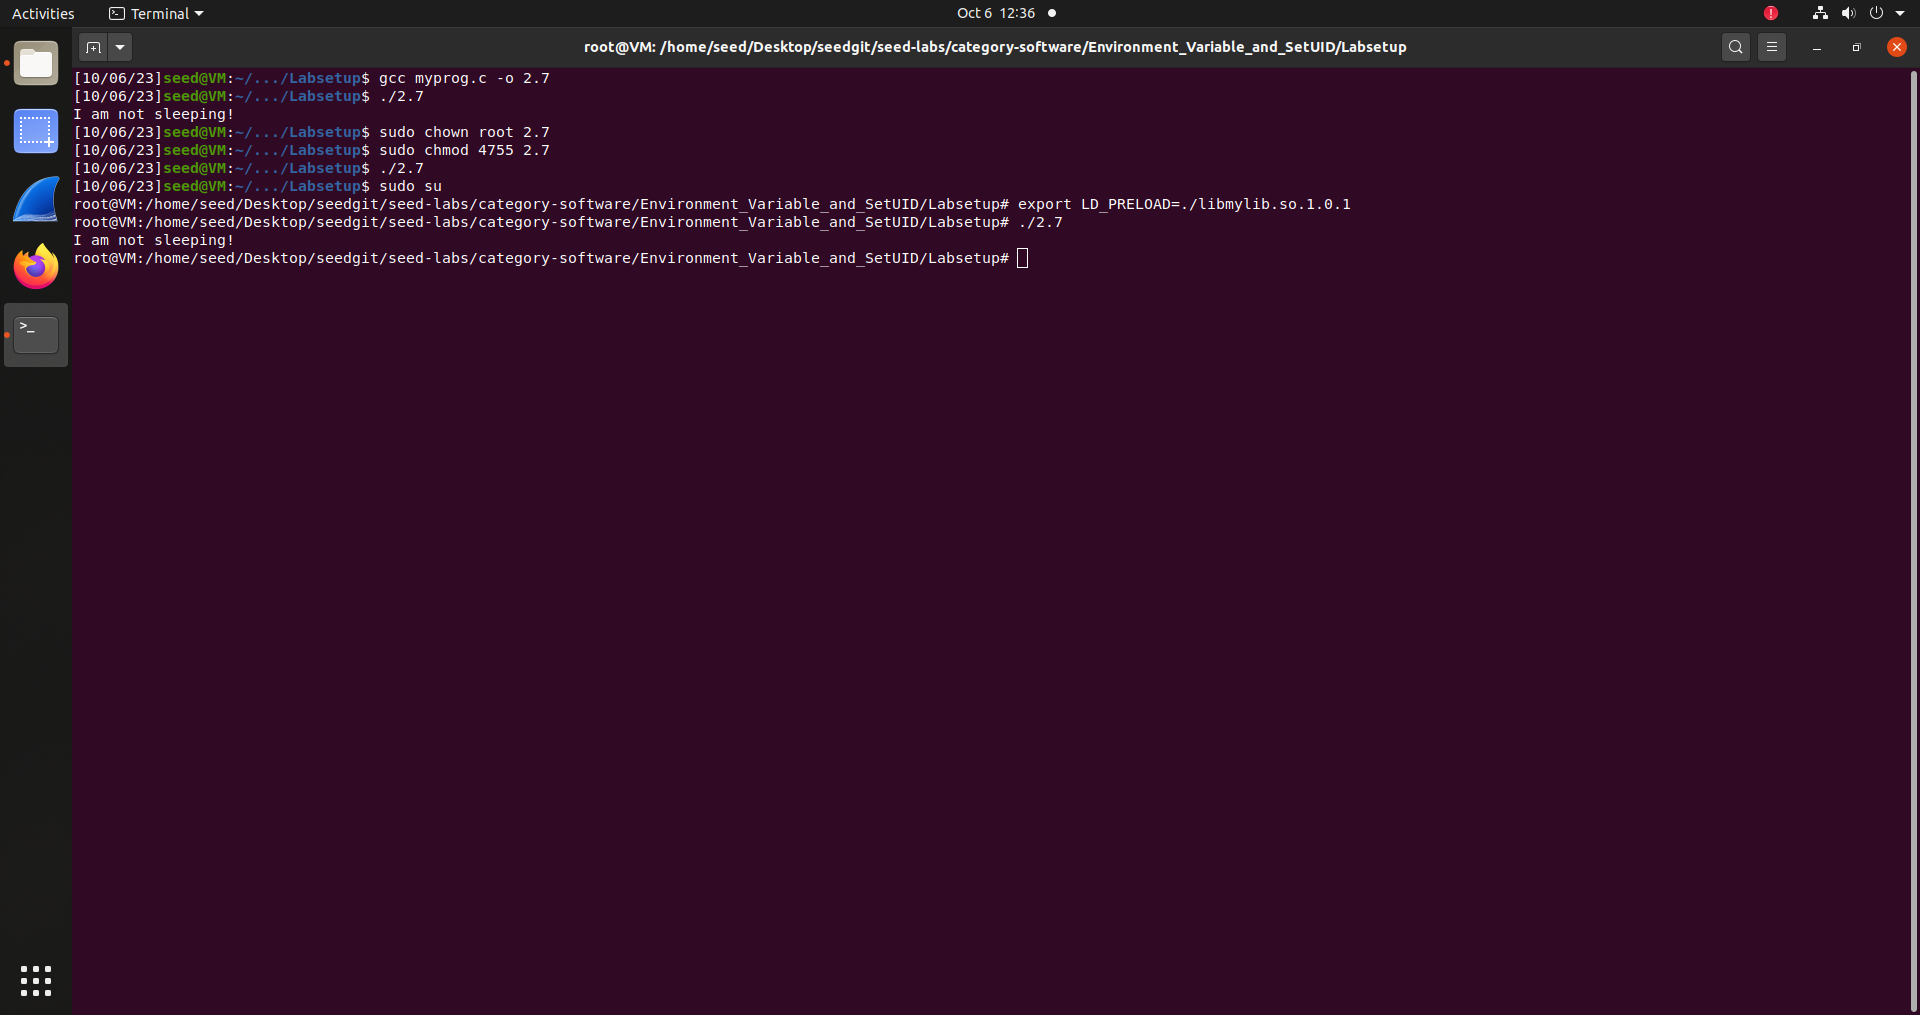 Activities
Terminal
Oct 6 12:36
root@VM: /home/seed/Desktop/seedgit/seed-labs/category-software/Environment_Variable_and_SetUID/Labsetup
[10/06/23]seed@VM:~/.../Labsetup$ gcc myprog.c -o 2.7
[10/06/23]seed@VM:~/.../Labsetup$ ./2.7
I am not sleeping!
[10/06/23]seed@VM:~/.../Labsetup$ sudo chown root 2.7
[10/06/23]seed@VM:~/.../Labsetup$ sudo chmod 4755 2.7
[10/06/23]seed@VM:~/.../Labsetup$ ./2.7
[10/06/23]seed@VM:~/.../Labsetup$ sudo su
root@VM:/home/seed/Desktop/seedgit/seed-labs/category-software/Environment_Variable_and_SetUID/Labsetup# export LD_PRELOAD=./libmylib.so.1.0.1
root@VM:/home/seed/Desktop/seedgit/seed-labs/category-software/Environment_Variable_and_SetUID/Labsetup# ./2.7
I am not sleeping!
root@VM:/home/seed/Desktop/seedgit/seed-labs/category-software/Environment_Variable_and_SetUID/Labsetup#